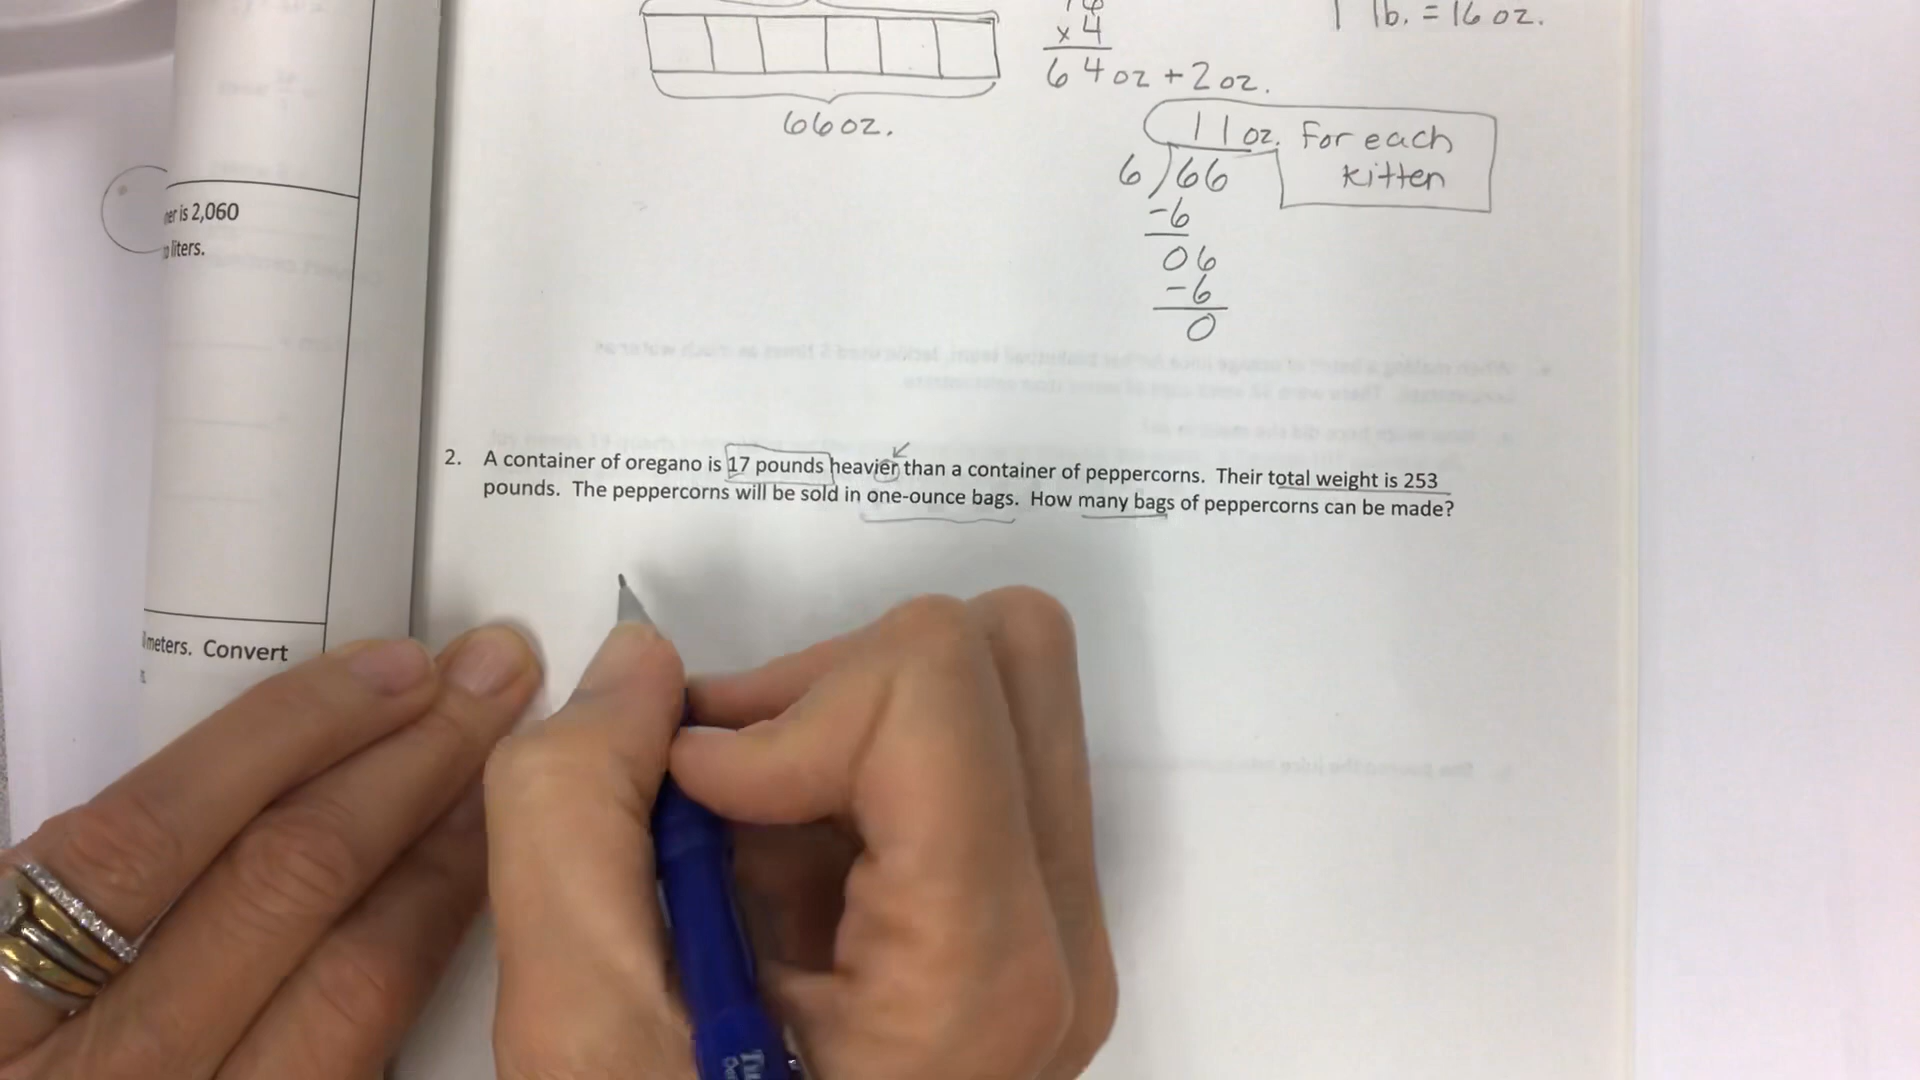 x 4
1 lb. = 16 oz.
64 oz + 2 oz.
66 oz.
11 oz. for each
kitten
6)66
-6
06
-6
0
is 2,060
liters.
2. A container of oregano is 17 pounds heavier than a container of peppercorns. Their total weight is 253
pounds. The peppercorns will be sold in one-ounce bags. How many bags of peppercorns can be made?
meters. Convert